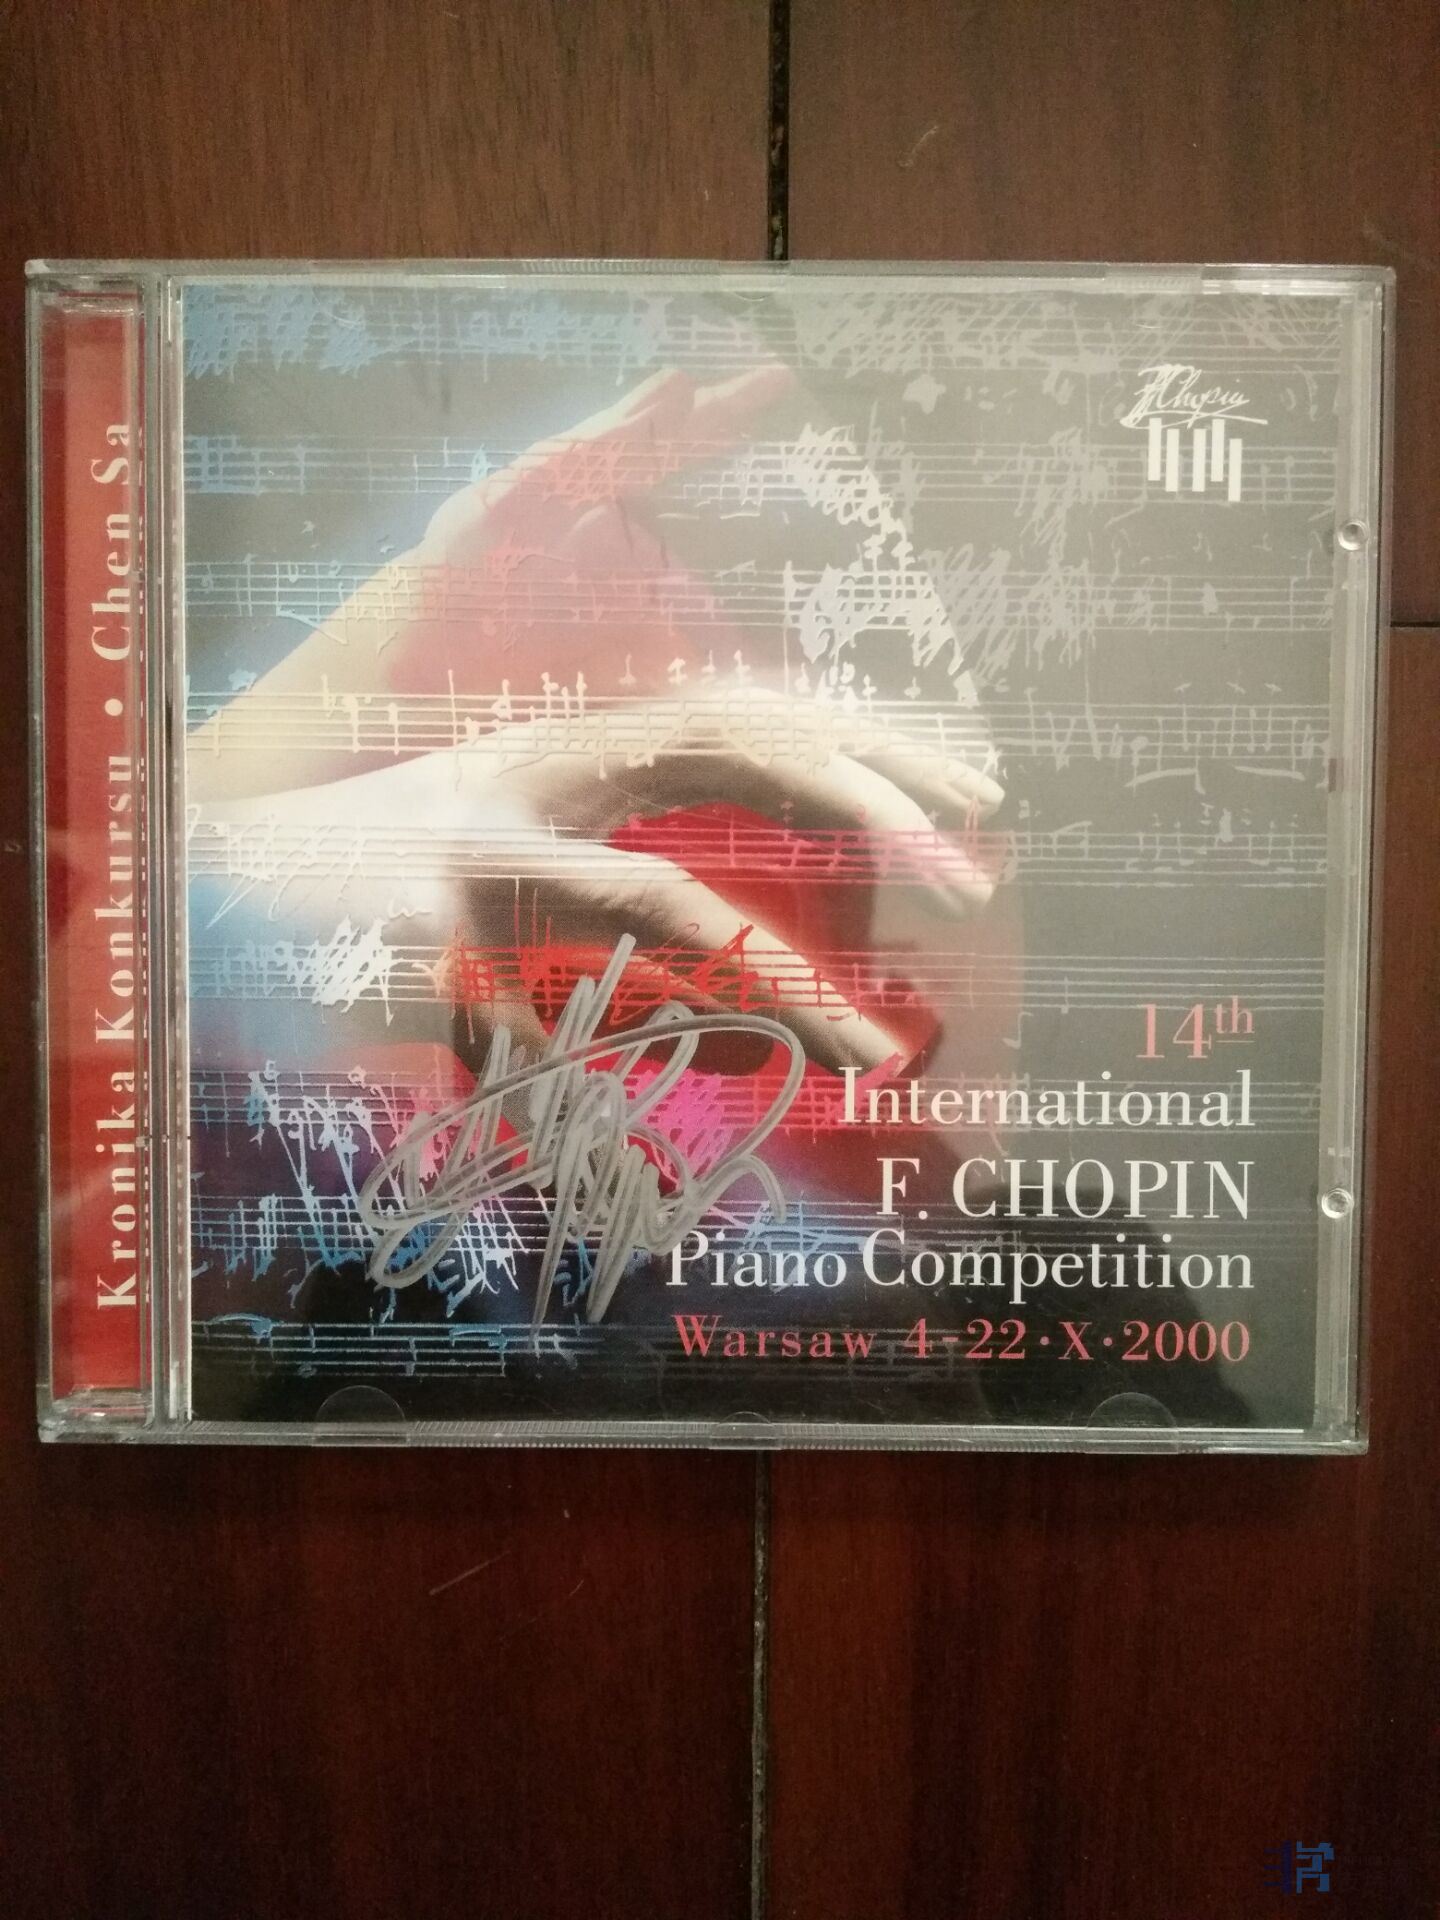 Kronika Konkursu • Chen Sa
F Chopin
14th
International
F. CHOPIN
Piano Competition
Warsaw 4-22·X·2000